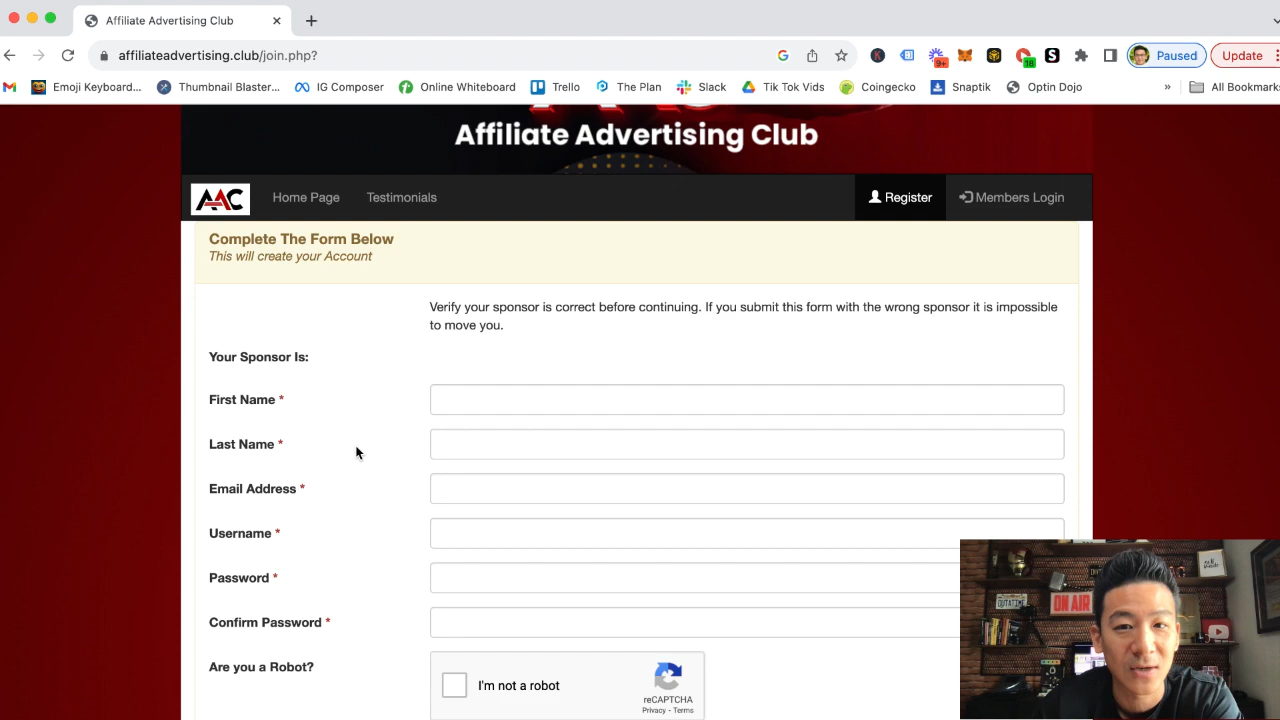 Affiliate Advertising Club
affiliateadvertising.club/join.php?
9+
18
S
Paused
Update
Emoji Keyboard...
Thumbnail Blaster...
IG Composer
Online Whiteboard
Trello
The Plan
Slack
Tik Tok Vids
Coingecko
Snaptik
Optin Dojo
»
All Bookmarks
Affiliate Advertising Club
AAC
Home Page
Testimonials
Register
Members Login
Complete The Form Below
This will create your Account
Verify your sponsor is correct before continuing. If you submit this form with the wrong sponsor it is impossible
to move you.
Your Sponsor Is:
First Name *
Last Name *
Email Address *
Username *
Password *
Confirm Password *
Are you a Robot?
I'm not a robot
reCAPTCHA
Privacy - Terms
OUTATIME
ON AIR